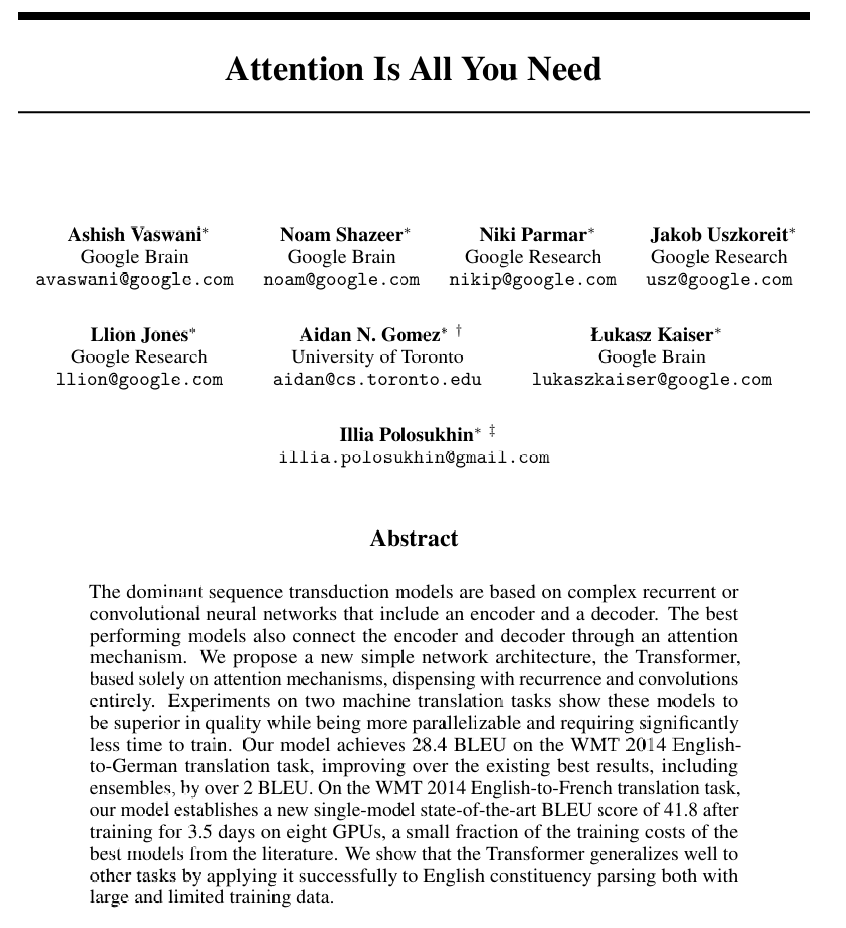 Attention Is All You Need
Ashish Vaswani* Noam Shazeer* Niki Parmar* Jakob Uszkoreit*
Google Brain Google Brain Google Research Google Research
avaswani@google.com noam@google.com nikip@google.com usz@google.com
Llion Jones* Aidan N. Gomez* † Łukasz Kaiser*
Google Research University of Toronto Google Brain
llion@google.com aidan@cs.toronto.edu lukaszkaiser@google.com
Illia Polosukhin* ‡
illia.polosukhin@gmail.com
Abstract
The dominant sequence transduction models are based on complex recurrent or
convolutional neural networks that include an encoder and a decoder. The best
performing models also connect the encoder and decoder through an attention
mechanism. We propose a new simple network architecture, the Transformer,
based solely on attention mechanisms, dispensing with recurrence and convolutions
entirely. Experiments on two machine translation tasks show these models to
be superior in quality while being more parallelizable and requiring significantly
less time to train. Our model achieves 28.4 BLEU on the WMT 2014 English-
to-German translation task, improving over the existing best results, including
ensembles, by over 2 BLEU. On the WMT 2014 English-to-French translation task,
our model establishes a new single-model state-of-the-art BLEU score of 41.8 after
training for 3.5 days on eight GPUs, a small fraction of the training costs of the
best models from the literature. We show that the Transformer generalizes well to
other tasks by applying it successfully to English constituency parsing both with
large and limited training data.